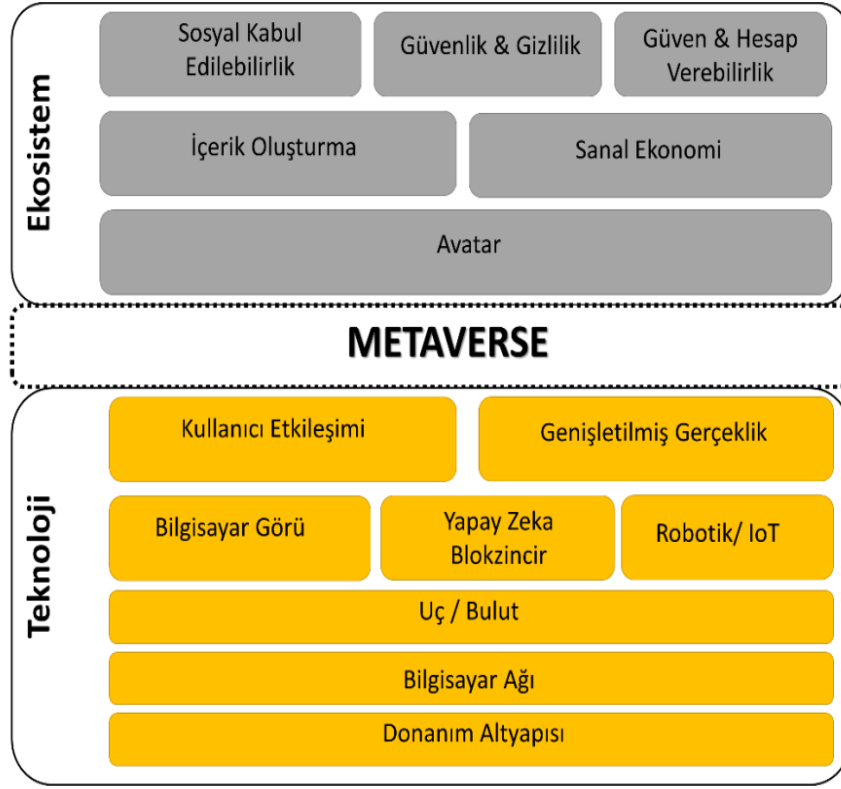 Ekosistem
Sosyal Kabul
Edilebilirlik
Güvenlik & Gizlilik
Güven & Hesap
Verebilirlik
İçerik Oluşturma
Sanal Ekonomi
Avatar
METAVERSE
Teknoloji
Kullanıcı Etkileşimi
Genişletilmiş Gerçeklik
Bilgisayar Görü
Yapay Zeka
Blokzincir
Robotik/ IoT
Uç / Bulut
Bilgisayar Ağı
Donanım Altyapısı